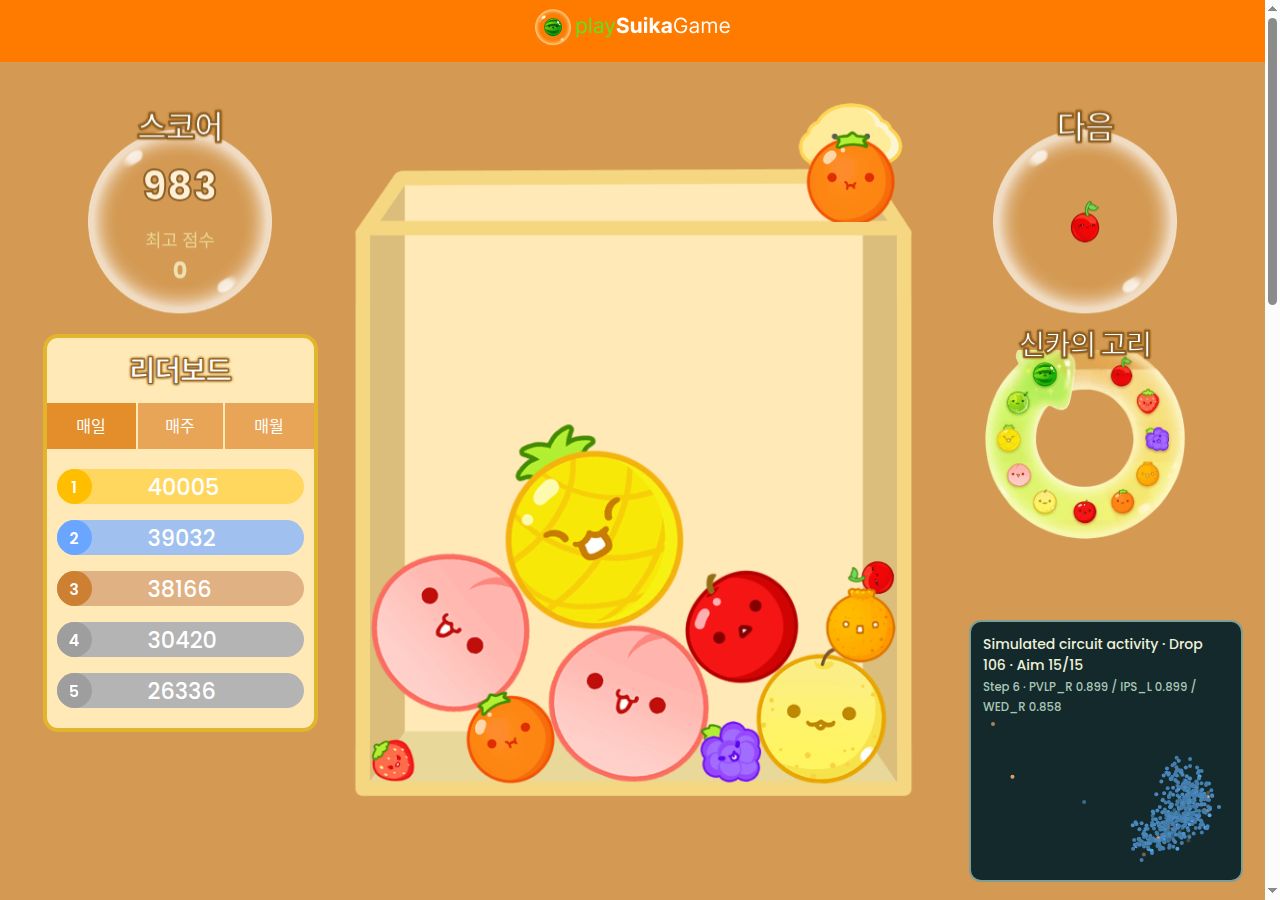 playSuikaGame
스코어
983
최고 점수
0
다음
신카의 고리
리더보드
매일 매주 매월
1 40005
2 39032
3 38166
4 30420
5 26336
Simulated circuit activity · Drop
106 · Aim 15/15
Step 6 · PVLP_R 0.899 / IPS_L 0.899 /
WED_R 0.858